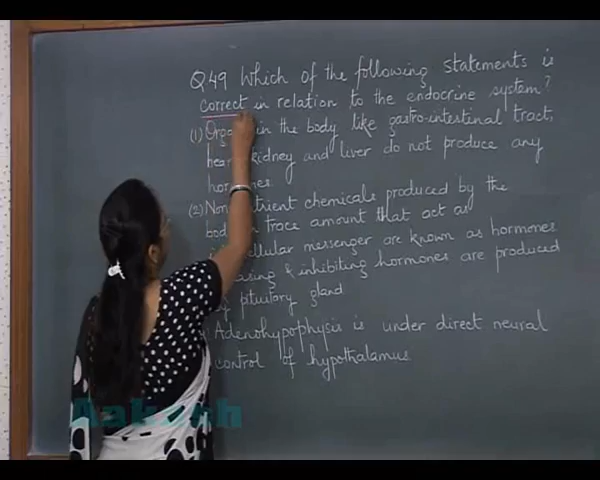 Q49 Which of the following statements is
correct in relation to the endocrine system?
(1) in the body like gastro-intestinal tract,
kidney and liver do not produce any
(2) chemicals produced by the
trace amount that act as
messenger are known as hormones
& inhibiting hormones are produced
pituitary gland
Adenohypophysis is under direct neural
control of hypothalamus
Aakash